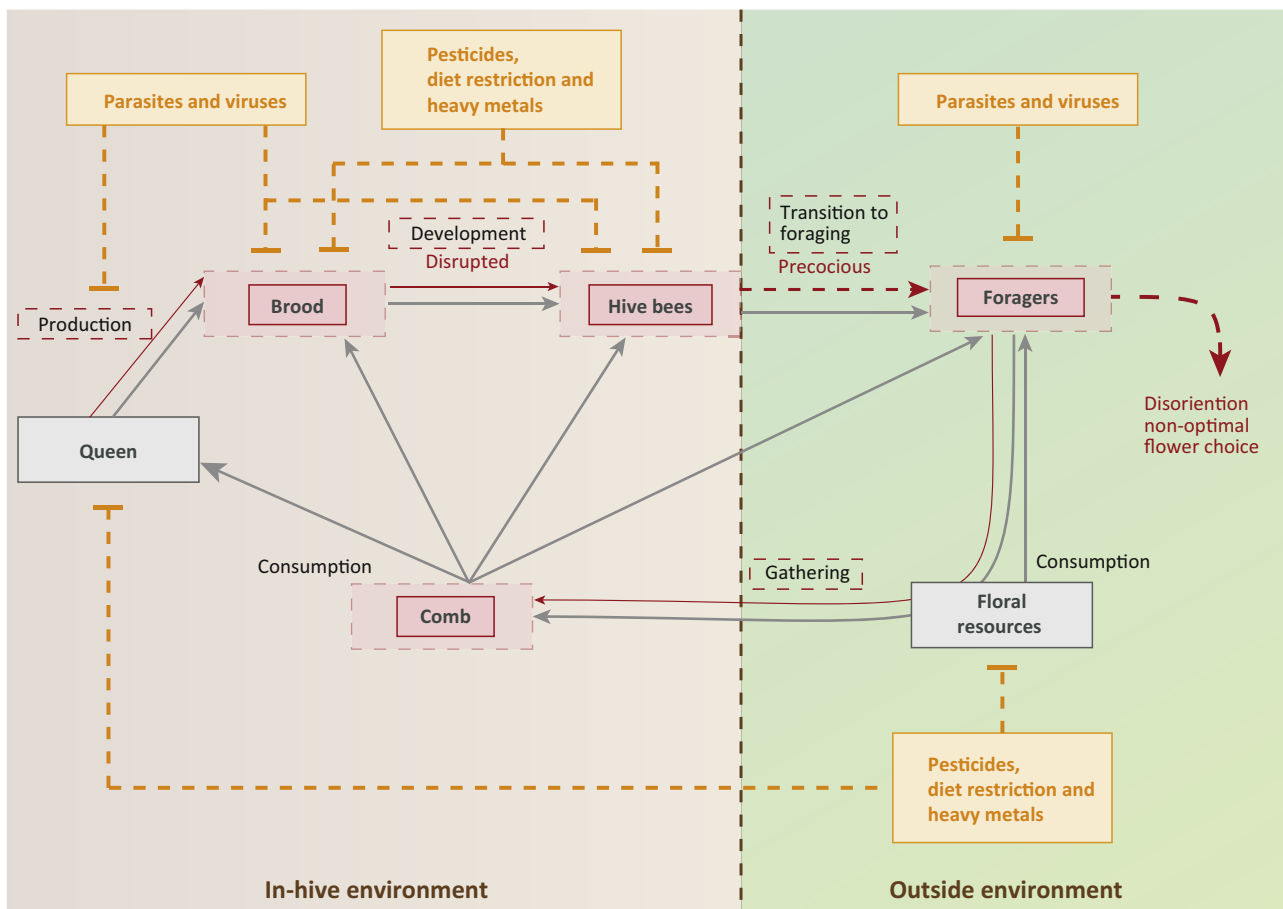 Pesticides,
diet restriction and
heavy metals
Parasites and viruses
Parasites and viruses
Transition to
foraging
Development
Disrupted
Precocious
Brood
Hive bees
Foragers
Production
Disoriention
non-optimal
flower choice
Queen
Consumption
Gathering
Consumption
Comb
Floral
resources
Pesticides,
diet restriction and
heavy metals
In-hive environment
Outside environment